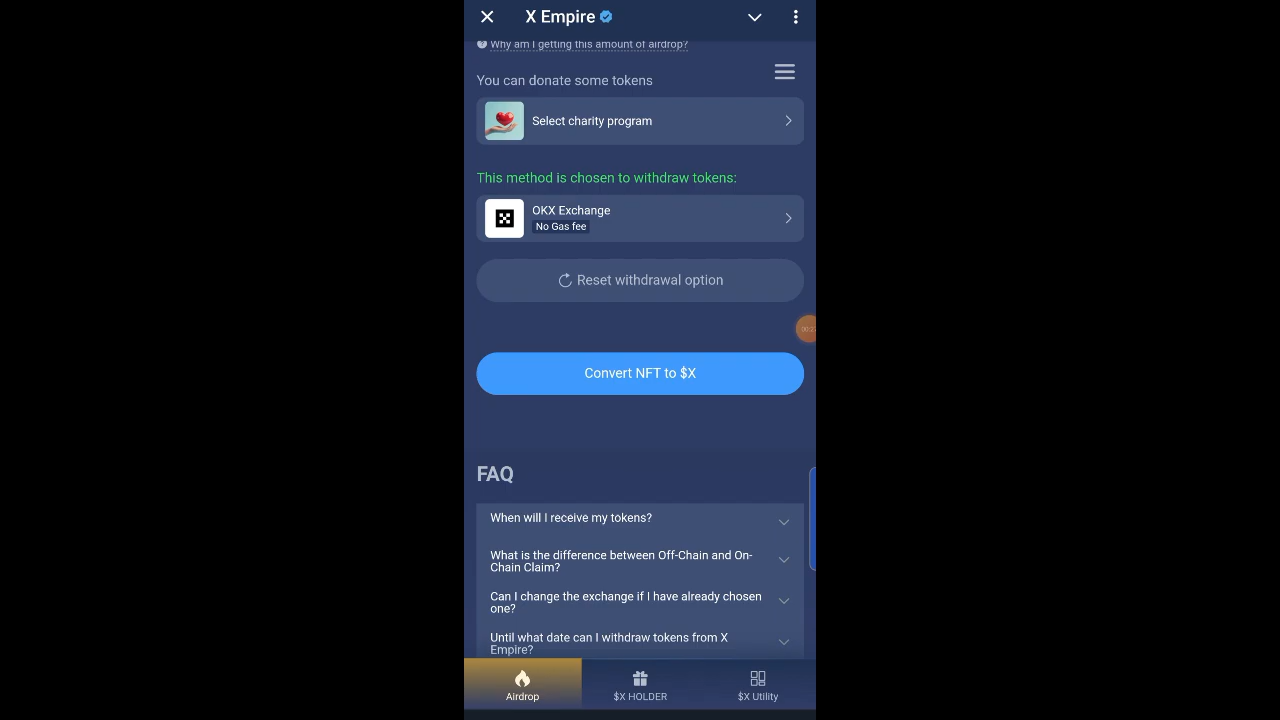 X Empire
Why am I getting this amount of airdrop?
You can donate some tokens
Select charity program
This method is chosen to withdraw tokens:
OKX Exchange
No Gas fee
Reset withdrawal option
Convert NFT to $X
FAQ
When will I receive my tokens?
What is the difference between Off-Chain and On-
Chain Claim?
Can I change the exchange if I have already chosen
one?
Until what date can I withdraw tokens from X
Empire?
Airdrop
$X HOLDER
$X Utility